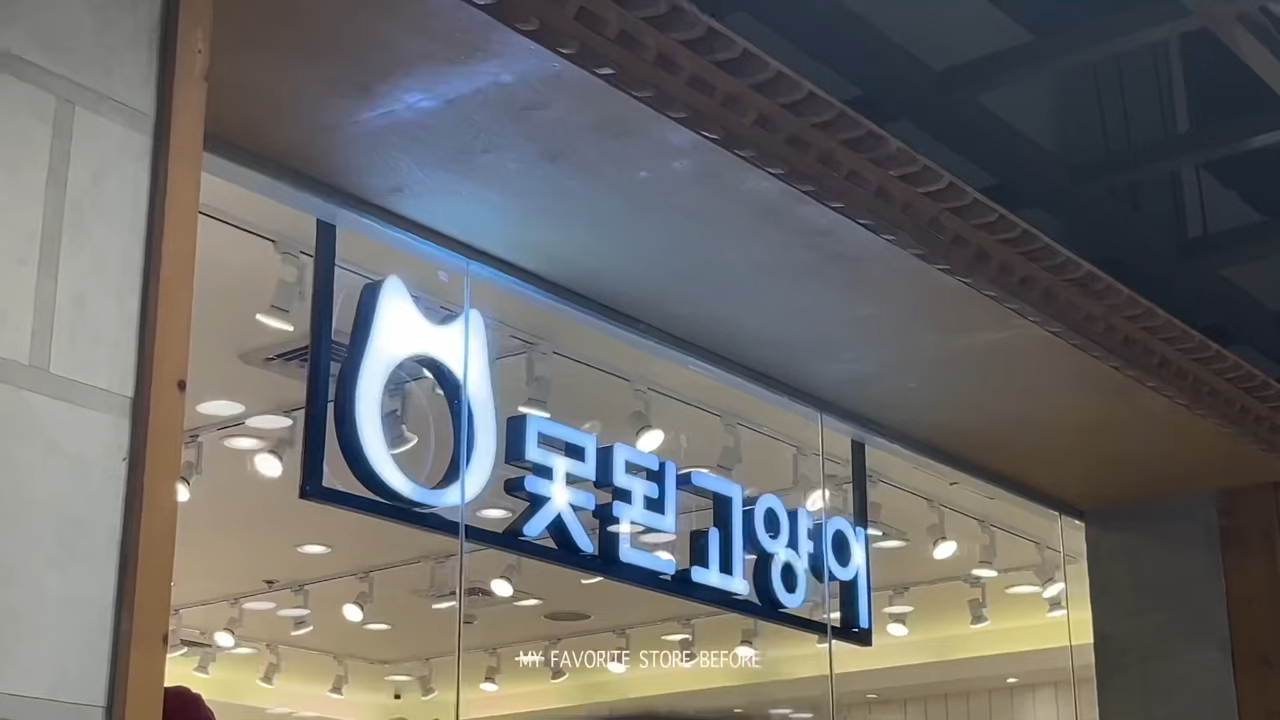 못된고양이
MY FAVORITE STORE BEFORE